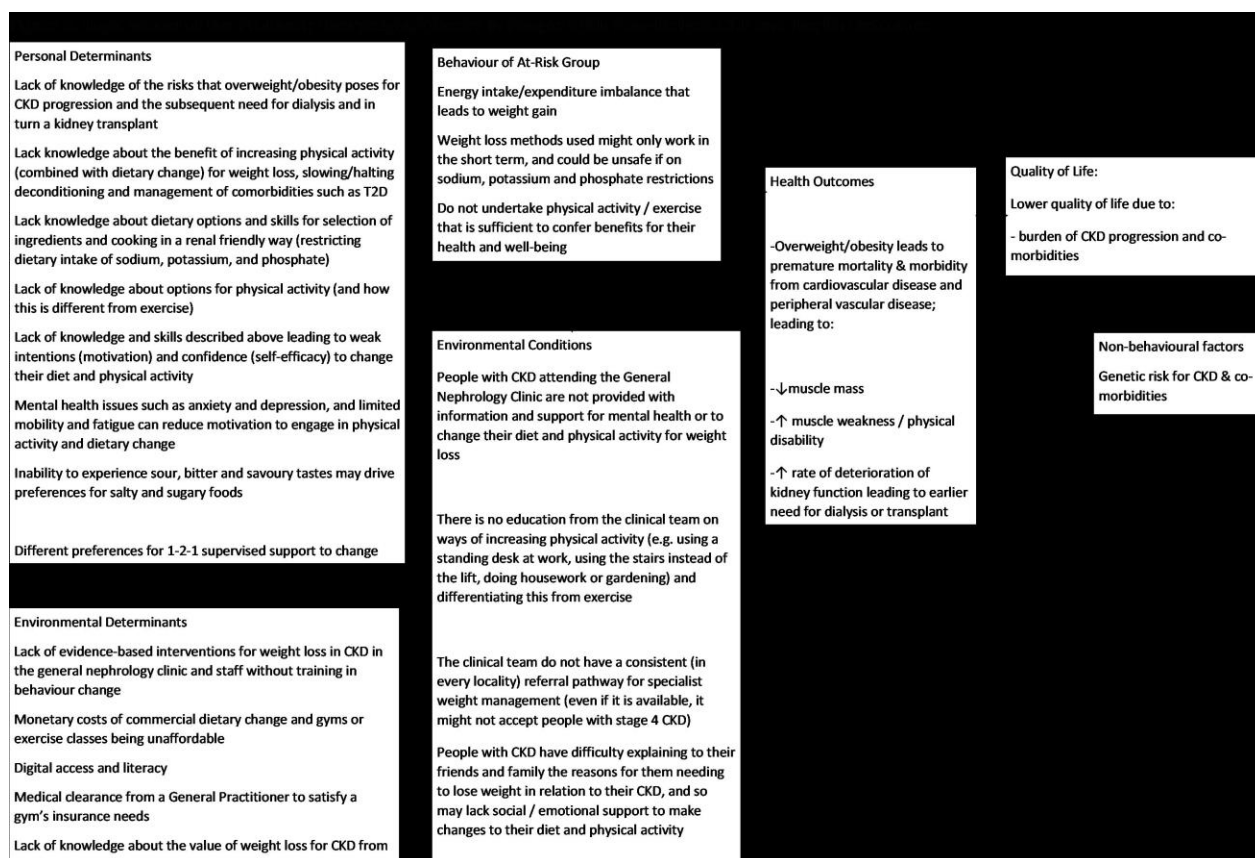 Personal Determinants
Lack of knowledge of the risks that overweight/obesity poses for
CKD progression and the subsequent need for dialysis and in
turn a kidney transplant
Lack knowledge about the benefit of increasing physical activity
(combined with dietary change) for weight loss, slowing/halting
deconditioning and management of comorbidities such as T2D
Lack knowledge about dietary options and skills for selection of
ingredients and cooking in a renal friendly way (restricting
dietary intake of sodium, potassium, and phosphate)
Lack of knowledge about options for physical activity (and how
this is different from exercise)
Lack of knowledge and skills described above leading to weak
intentions (motivation) and confidence (self-efficacy) to change
their diet and physical activity
Mental health issues such as anxiety and depression, and limited
mobility and fatigue can reduce motivation to engage in physical
activity and dietary change
Inability to experience sour, bitter and savoury tastes may drive
preferences for salty and sugary foods
Different preferences for 1-2-1 supervised support to change
Environmental Determinants
Lack of evidence-based interventions for weight loss in CKD in
the general nephrology clinic and staff without training in
behaviour change
Monetary costs of commercial dietary change and gyms or
exercise classes being unaffordable
Digital access and literacy
Medical clearance from a General Practitioner to satisfy a
gym's insurance needs
Lack of knowledge about the value of weight loss for CKD from
Behaviour of At-Risk Group
Energy intake/expenditure imbalance that
leads to weight gain
Weight loss methods used might only work in
the short term, and could be unsafe if on
sodium, potassium and phosphate restrictions
Do not undertake physical activity / exercise
that is sufficient to confer benefits for their
health and well-being
Environmental Conditions
People with CKD attending the General
Nephrology Clinic are not provided with
information and support for mental health or to
change their diet and physical activity for weight
loss
There is no education from the clinical team on
ways of increasing physical activity (e.g. using a
standing desk at work, using the stairs instead of
the lift, doing housework or gardening) and
differentiating this from exercise
The clinical team do not have a consistent (in
every locality) referral pathway for specialist
weight management (even if it is available, it
might not accept people with stage 4 CKD)
People with CKD have difficulty explaining to their
friends and family the reasons for them needing
to lose weight in relation to their CKD, and so
may lack social / emotional support to make
changes to their diet and physical activity
Health Outcomes
-Overweight/obesity leads to
premature mortality & morbidity
from cardiovascular disease and
peripheral vascular disease;
leading to:
-↓muscle mass
-↑ muscle weakness / physical
disability
-↑ rate of deterioration of
kidney function leading to earlier
need for dialysis or transplant
Quality of Life:
Lower quality of life due to:
- burden of CKD progression and co-
morbidities
Non-behavioural factors
Genetic risk for CKD & co-
morbidities